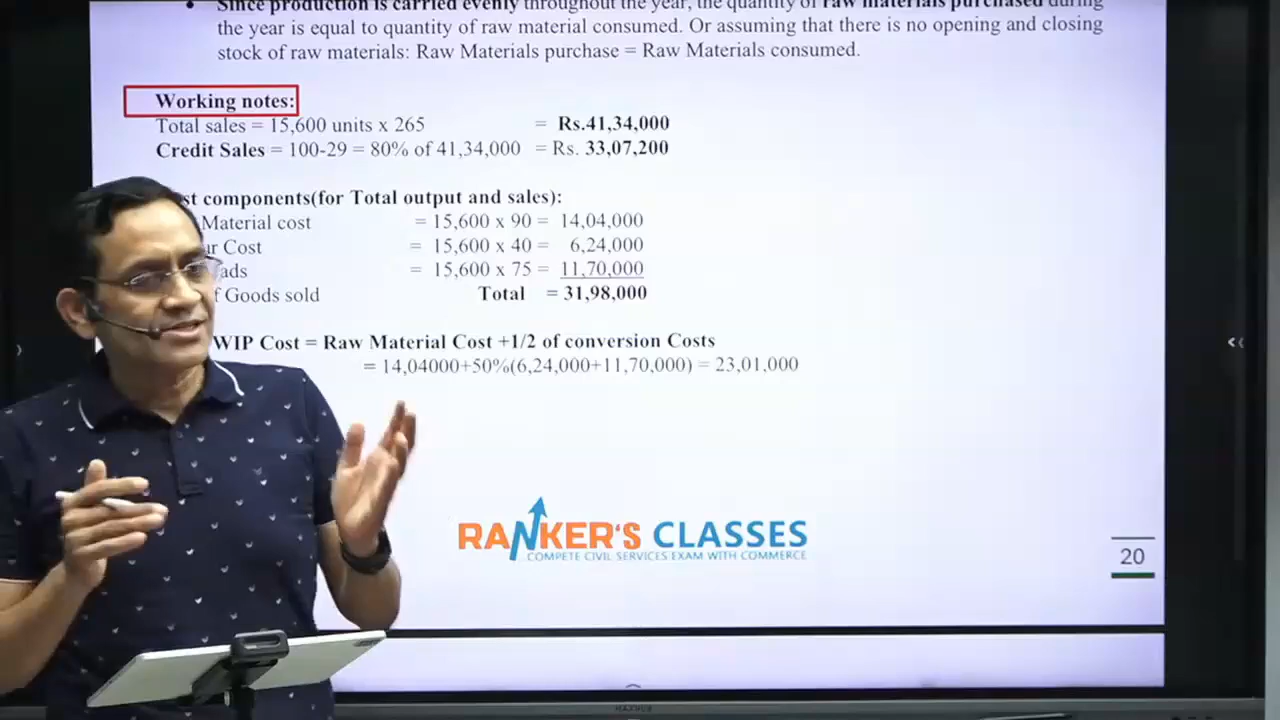 Since production is carried evenly throughout the year, the quantity of raw materials purchased during
the year is equal to quantity of raw material consumed. Or assuming that there is no opening and closing
stock of raw materials: Raw Materials purchase = Raw Materials consumed.
Working notes:
Total sales = 15,600 units x 265 = Rs.41,34,000
Credit Sales = 100-29 = 80% of 41,34,000 = Rs. 33,07,200
st components(for Total output and sales):
Material cost = 15,600 x 90 = 14,04,000
ur Cost = 15,600 x 40 = 6,24,000
ads = 15,600 x 75 = 11,70,000
f Goods sold Total = 31,98,000
WIP Cost = Raw Material Cost +1/2 of conversion Costs
= 14,04000+50%(6,24,000+11,70,000) = 23,01,000
RANKER'S CLASSES
COMPETE CIVIL SERVICES EXAM WITH COMMERCE
20